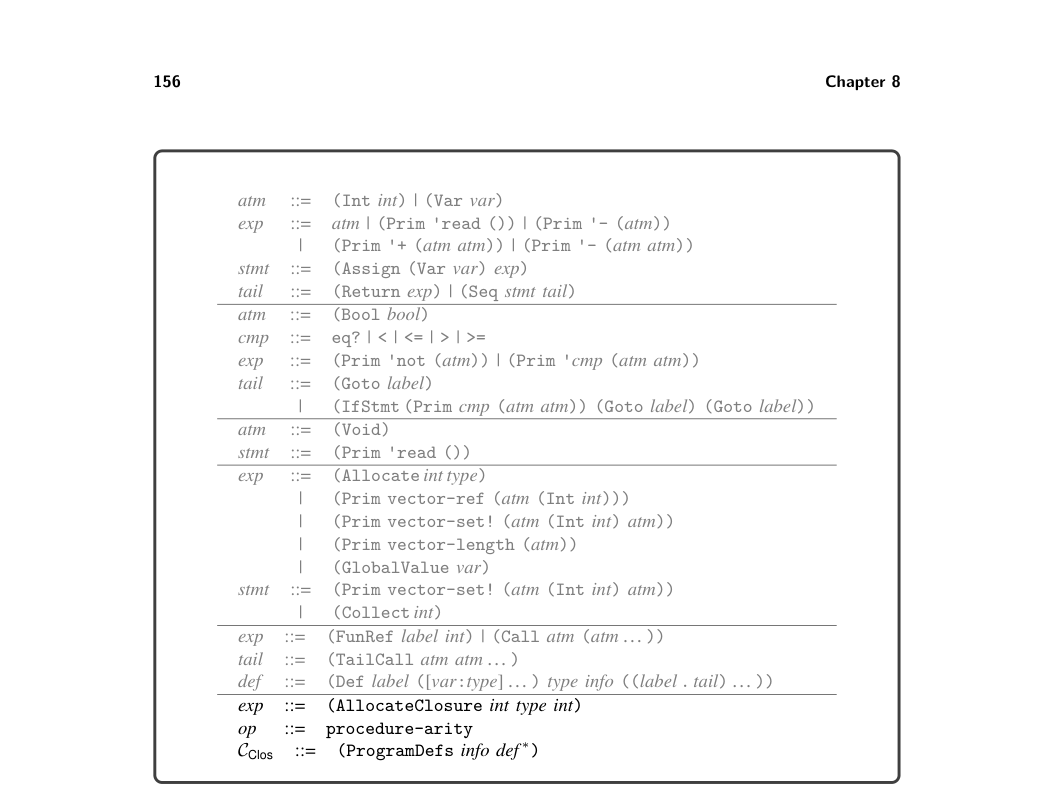 156 Chapter 8
atm ::= (Int int) | (Var var)
exp ::= atm | (Prim 'read ()) | (Prim '- (atm))
| (Prim '+ (atm atm)) | (Prim '- (atm atm))
stmt ::= (Assign (Var var) exp)
tail ::= (Return exp) | (Seq stmt tail)
atm ::= (Bool bool)
cmp ::= eq? | < | <= | > | >=
exp ::= (Prim 'not (atm)) | (Prim 'cmp (atm atm))
tail ::= (Goto label)
| (IfStmt (Prim cmp (atm atm)) (Goto label) (Goto label))
atm ::= (Void)
stmt ::= (Prim 'read ())
exp ::= (Allocate int type)
| (Prim vector-ref (atm (Int int)))
| (Prim vector-set! (atm (Int int) atm))
| (Prim vector-length (atm))
| (GlobalValue var)
stmt ::= (Prim vector-set! (atm (Int int) atm))
| (Collect int)
exp ::= (FunRef label int) | (Call atm (atm ...))
tail ::= (TailCall atm atm ...)
def ::= (Def label ([var:type] ...) type info ((label . tail) ...))
exp ::= (AllocateClosure int type int)
op ::= procedure-arity
𝒞Clos ::= (ProgramDefs info def*)